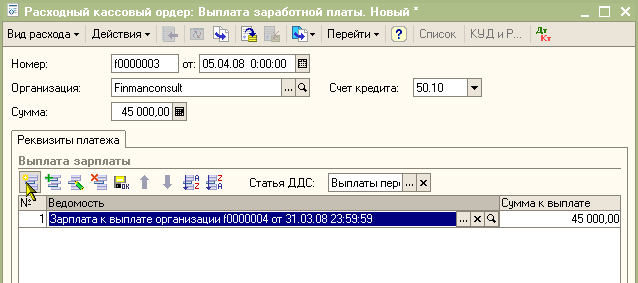 Расходный кассовый ордер: Выплата заработной платы. Новый *
Вид расхода Действия Перейти ? Список КУД и Р... Дт Кт
Номер: f0000003 от: 05.04.08 0:00:00
Организация: Finmanconsult ... Счет кредита: 50.10
Сумма: 45 000,00
Реквизиты платежа
Выплата зарплаты
Статья ДДС: Выплаты пер ... ×
№ Ведомость Сумма к выплате
1 Зарплата к выплате организации f0000004 от 31.03.08 23:59:59 ... × 45 000,00